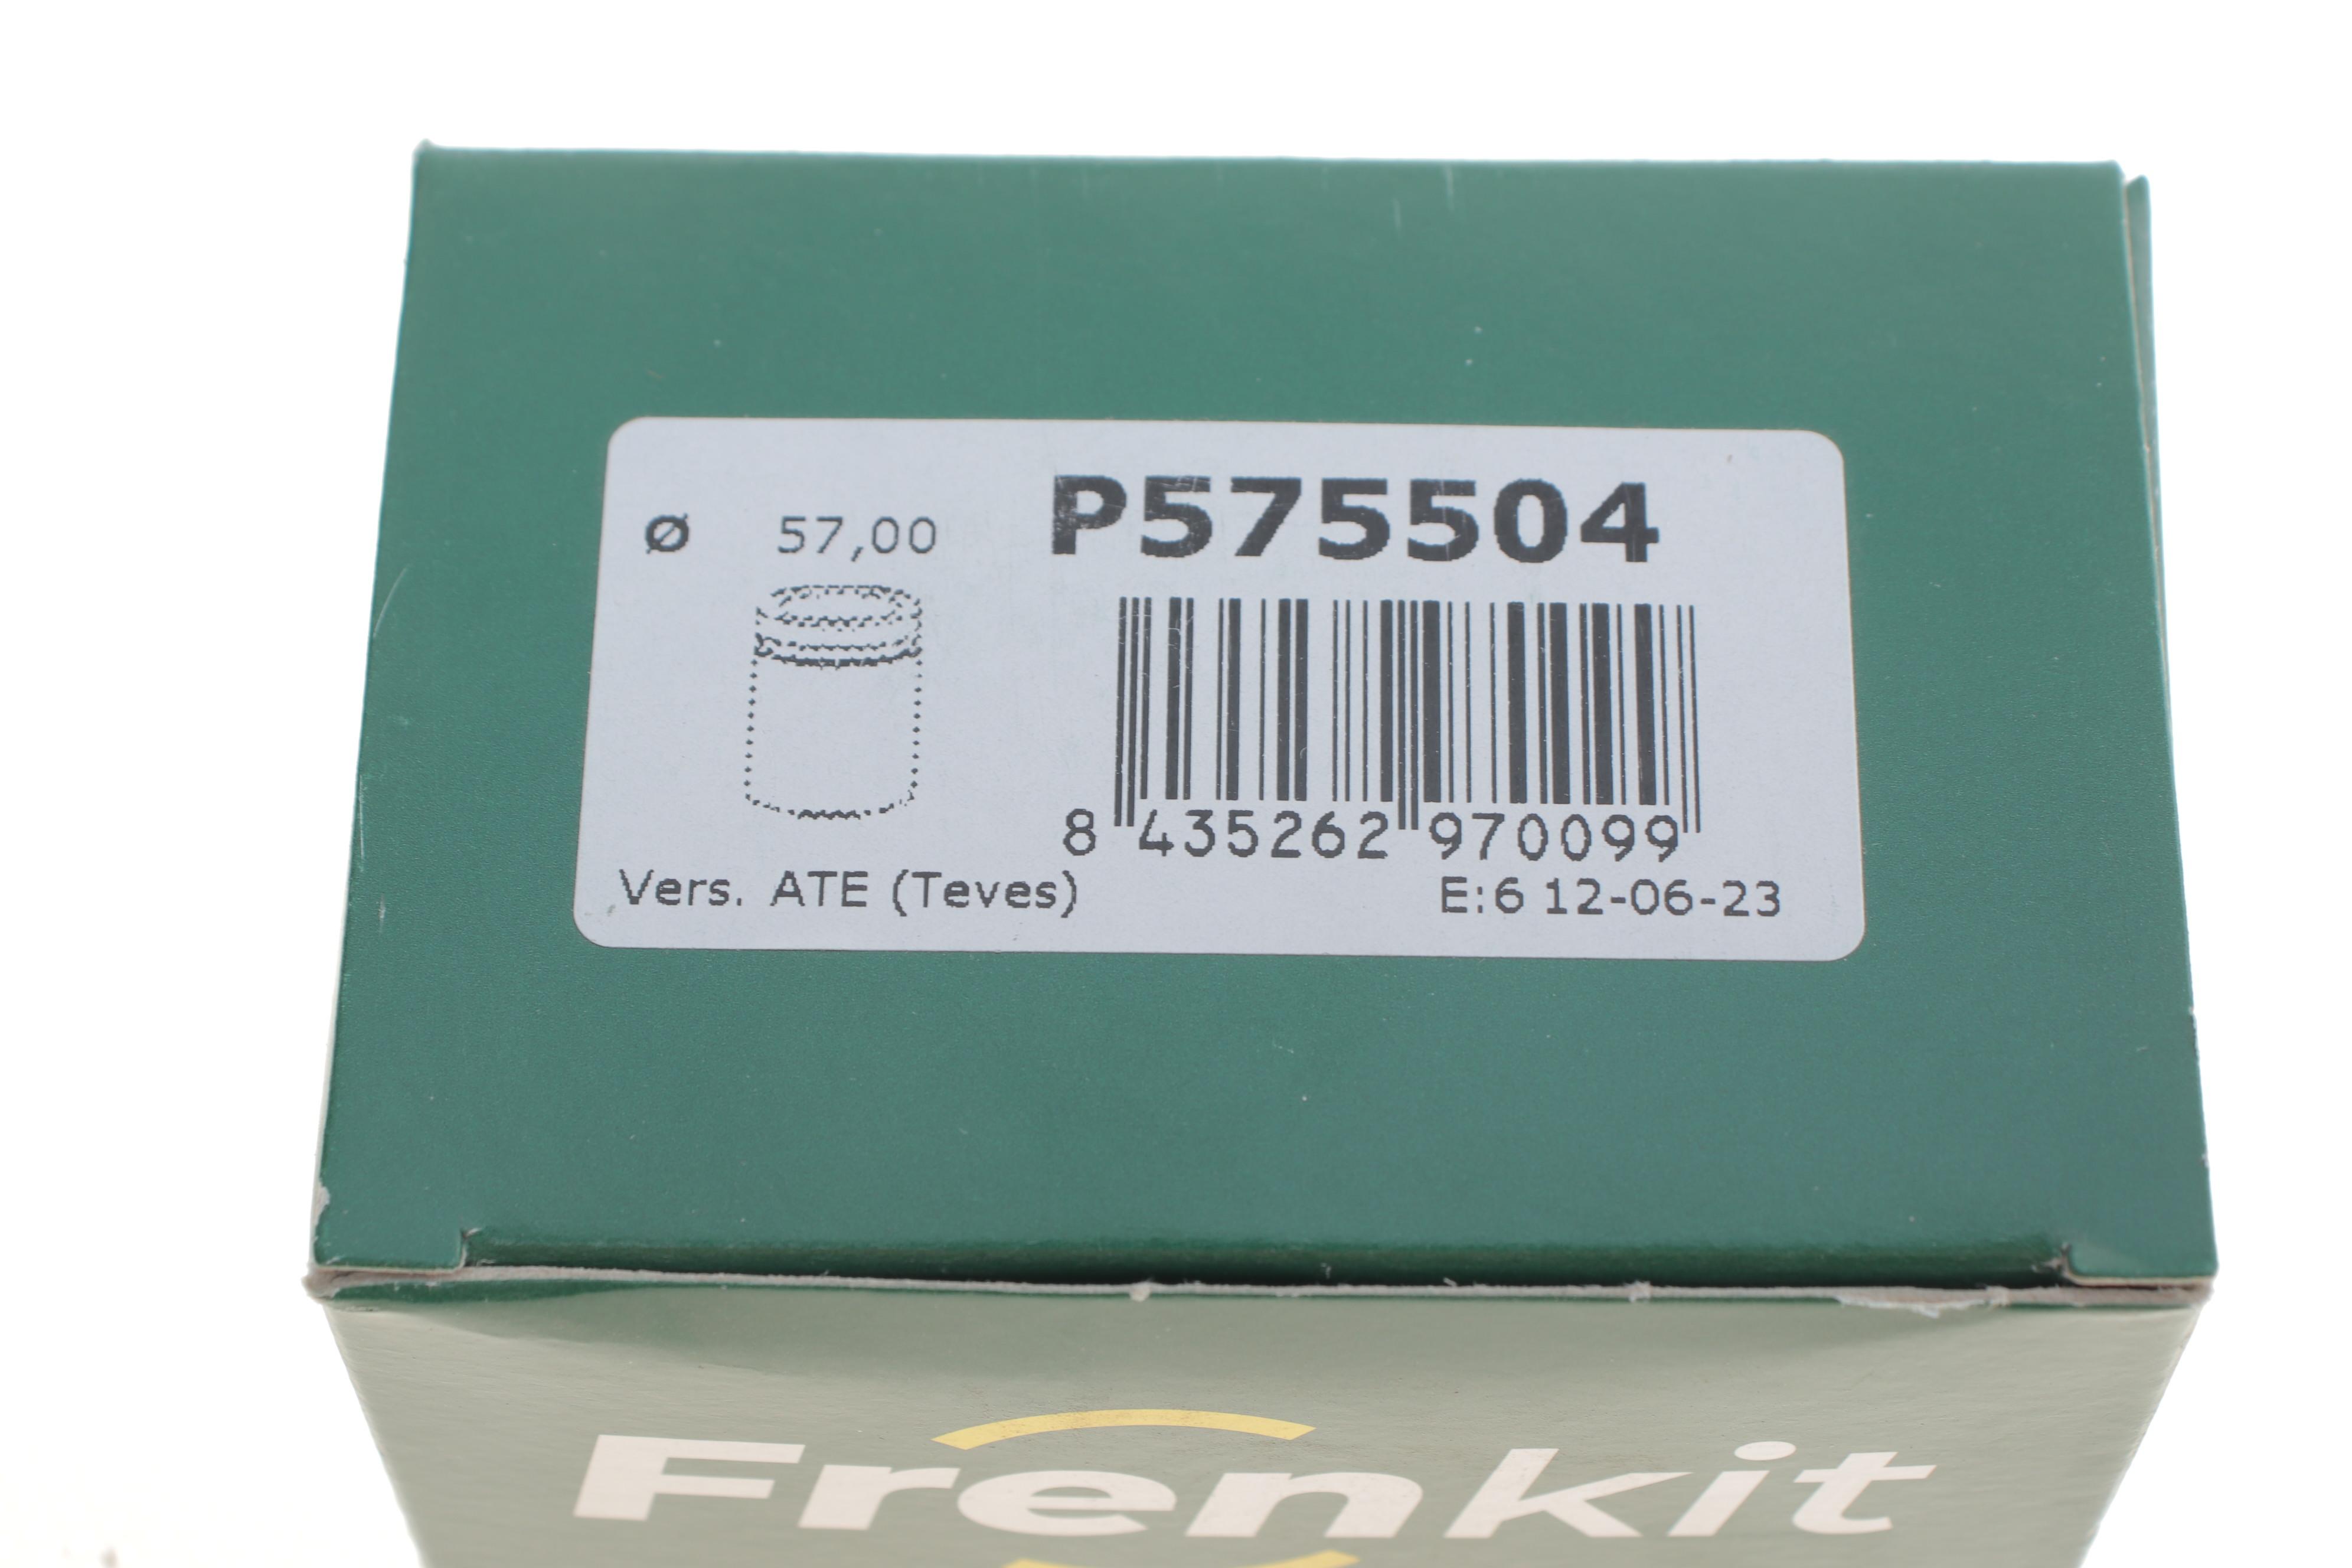 Ø 57,00
P575504
8 435262 970099
Vers. ATE (Teves)
E:6 12-06-23
Frenkit